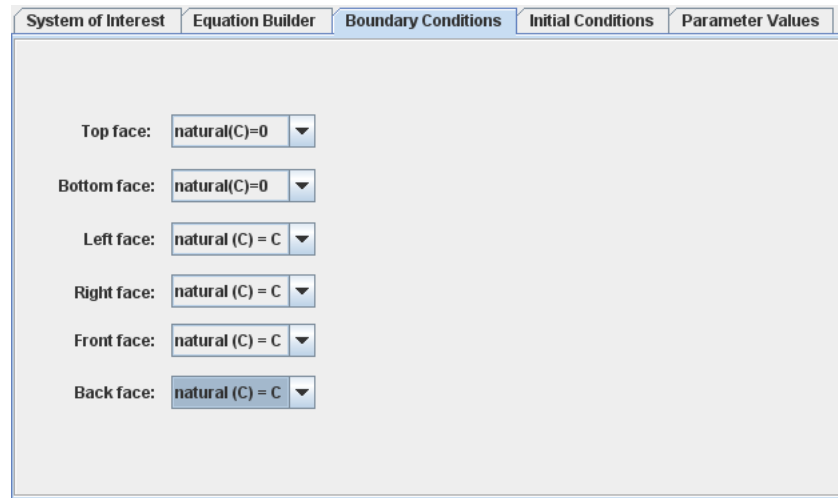 System of Interest Equation Builder Boundary Conditions Initial Conditions Parameter Values
Top face: natural(C)=0
Bottom face: natural(C)=0
Left face: natural (C) = C
Right face: natural (C) = C
Front face: natural (C) = C
Back face: natural (C) = C